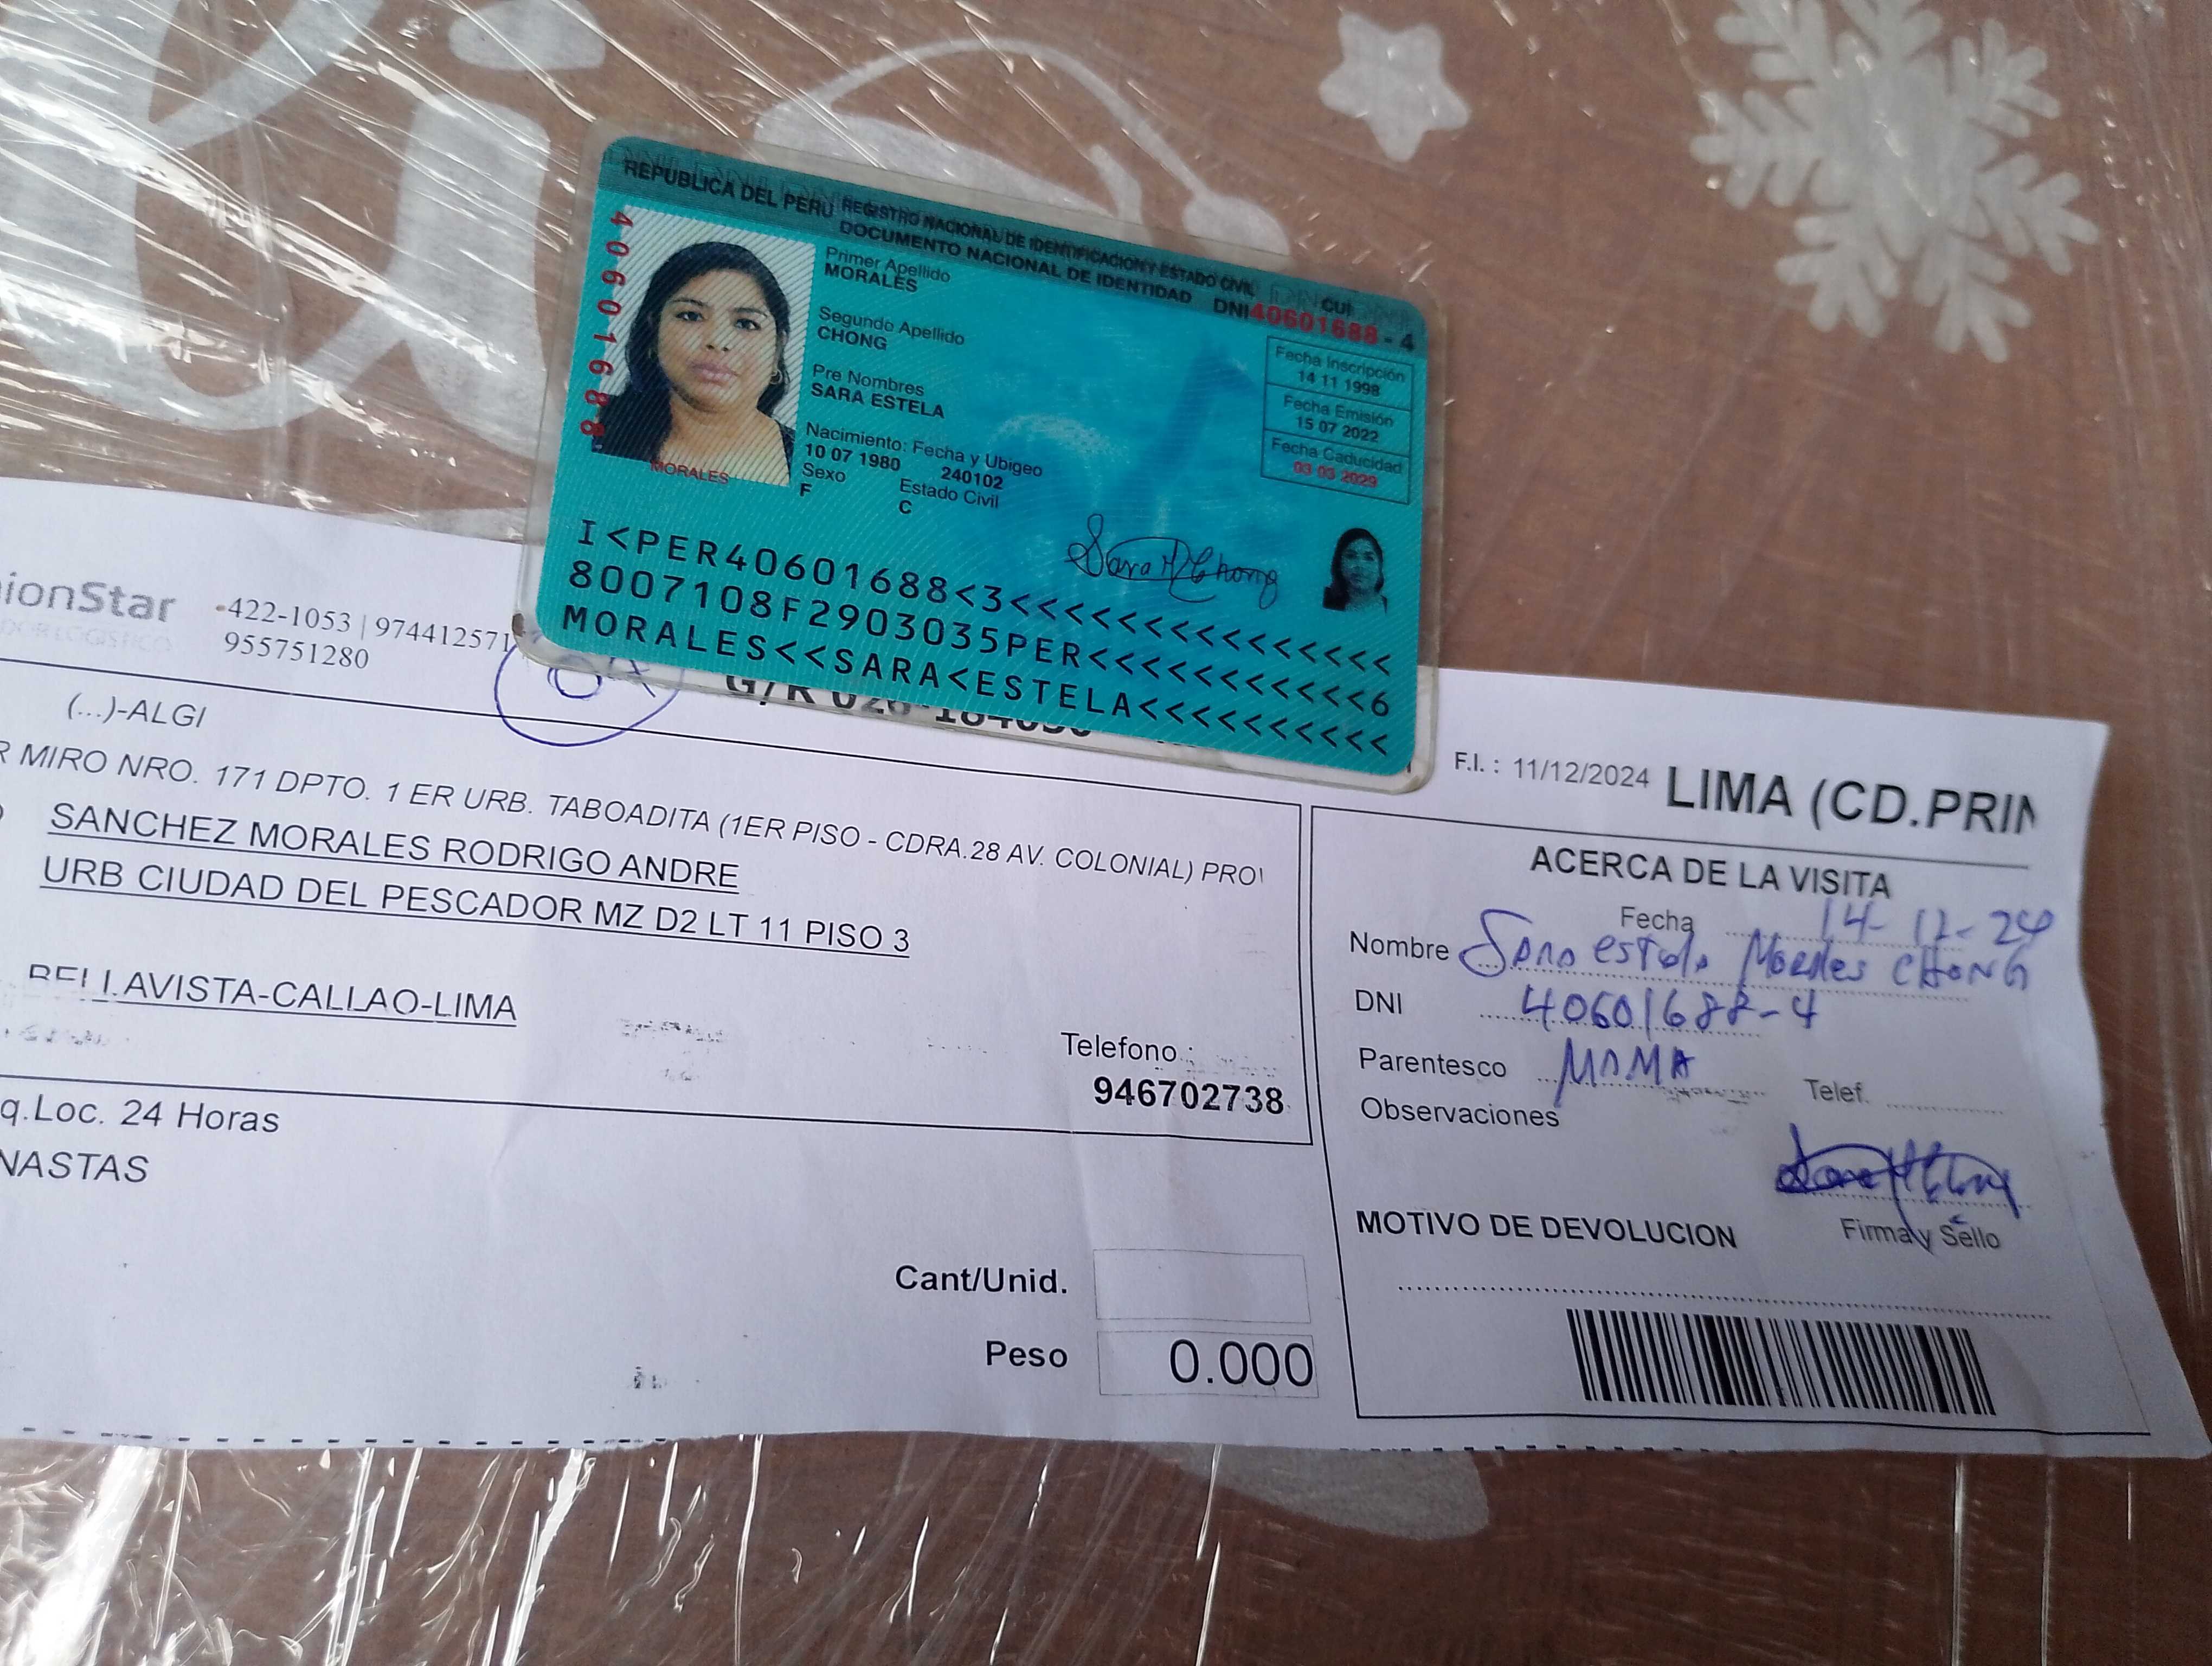 REPUBLICA DEL PERU REGISTRO NACIONAL DE IDENTIFICACION Y ESTADO CIVIL
DOCUMENTO NACIONAL DE IDENTIDAD DNI 40601688 - 4
CUI
40601688
Primer Apellido
MORALES
Segundo Apellido
CHONG
Pre Nombres
SARA ESTELA
Nacimiento: Fecha y Ubigeo
10 07 1980 240102
Sexo Estado Civil
F C
MORALES
Fecha Inscripción
14 11 1998
Fecha Emisión
15 07 2022
Fecha Caducidad
03 03 2029
Sara M Chong
I<PER40601688<3<<<<<<<<<<<<<<<
8007108F2903035PER<<<<<<<<<<<6
MORALES<<SARA<ESTELA<<<<<<<<<<
ionStar
422-1053 | 974412571
955751280
G/R 026-
F.I. : 11/12/2024 LIMA (CD.PRIN
(...)-ALGI
R MIRO NRO. 171 DPTO. 1 ER URB. TABOADITA (1ER PISO - CDRA.28 AV. COLONIAL) PROV
SANCHEZ MORALES RODRIGO ANDRE
URB CIUDAD DEL PESCADOR MZ D2 LT 11 PISO 3
BELLAVISTA-CALLAO-LIMA
Telefono :
946702738
q.Loc. 24 Horas
NASTAS
Cant/Unid.
Peso 0.000
ACERCA DE LA VISITA
Fecha 14-12-24
Nombre Sara estela Morales CHONG
DNI 40601688-4
Parentesco MAMA Telef.
Observaciones
Sara M Chong
Firma y Sello
MOTIVO DE DEVOLUCION